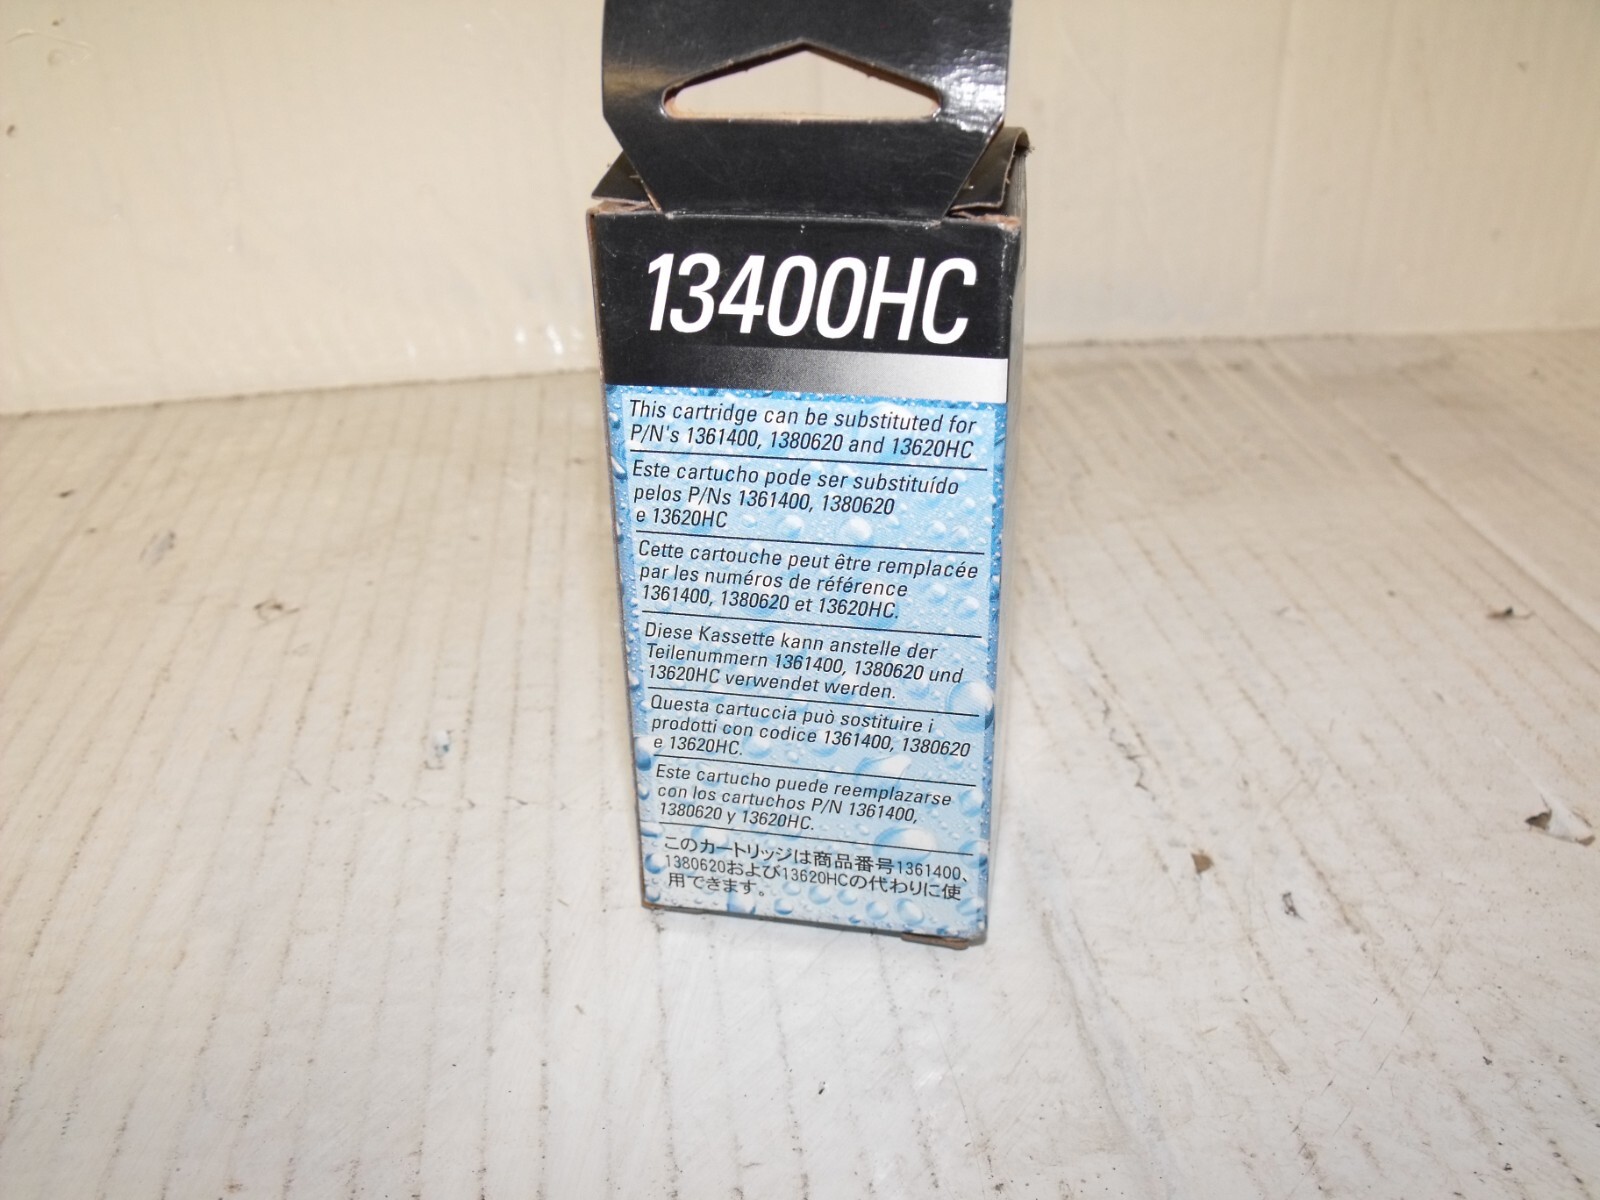 13400HC
This cartridge can be substituted for
P/N's 1361400, 1380620 and 13620HC
Este cartucho pode ser substituído
pelos P/Ns 1361400, 1380620
e 13620HC
Cette cartouche peut être remplacée
par les numéros de référence
1361400, 1380620 et 13620HC.
Diese Kassette kann anstelle der
Teilenummern 1361400, 1380620 und
13620HC verwendet werden.
Questa cartuccia può sostituire i
prodotti con codice 1361400, 1380620
e 13620HC.
Este cartucho puede reemplazarse
con los cartuchos P/N 1361400,
1380620 y 13620HC.
このカートリッジは商品番号1361400、
1380620および13620HCの代わりに使
用できます。